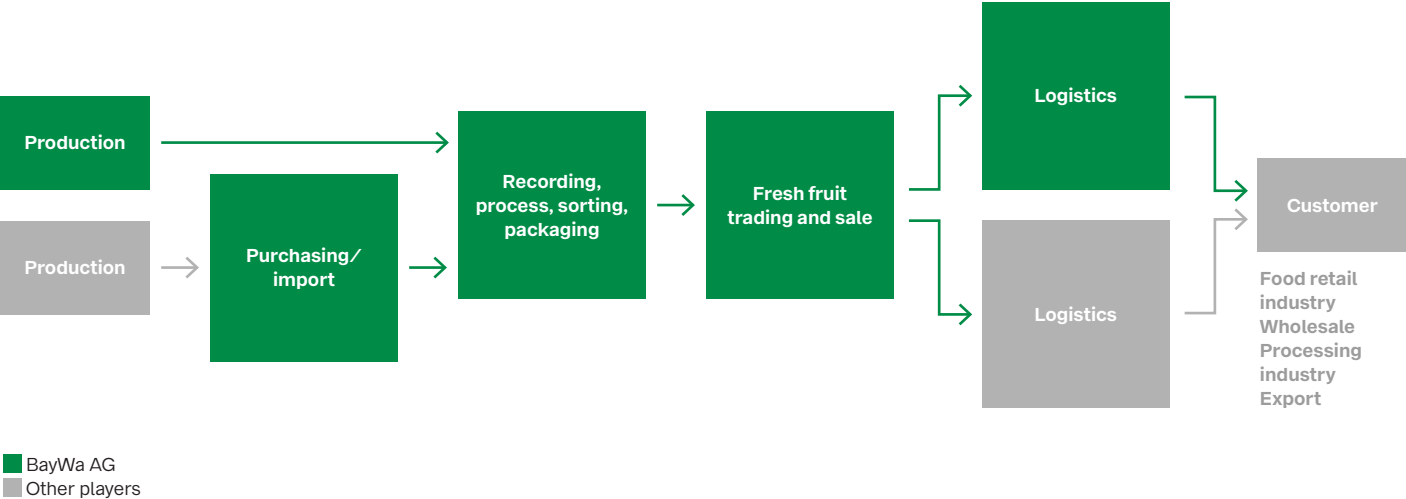 Production
Production
Purchasing/
import
Recording,
process, sorting,
packaging
Fresh fruit
trading and sale
Logistics
Logistics
Customer
Food retail
industry
Wholesale
Processing
industry
Export
BayWa AG
Other players